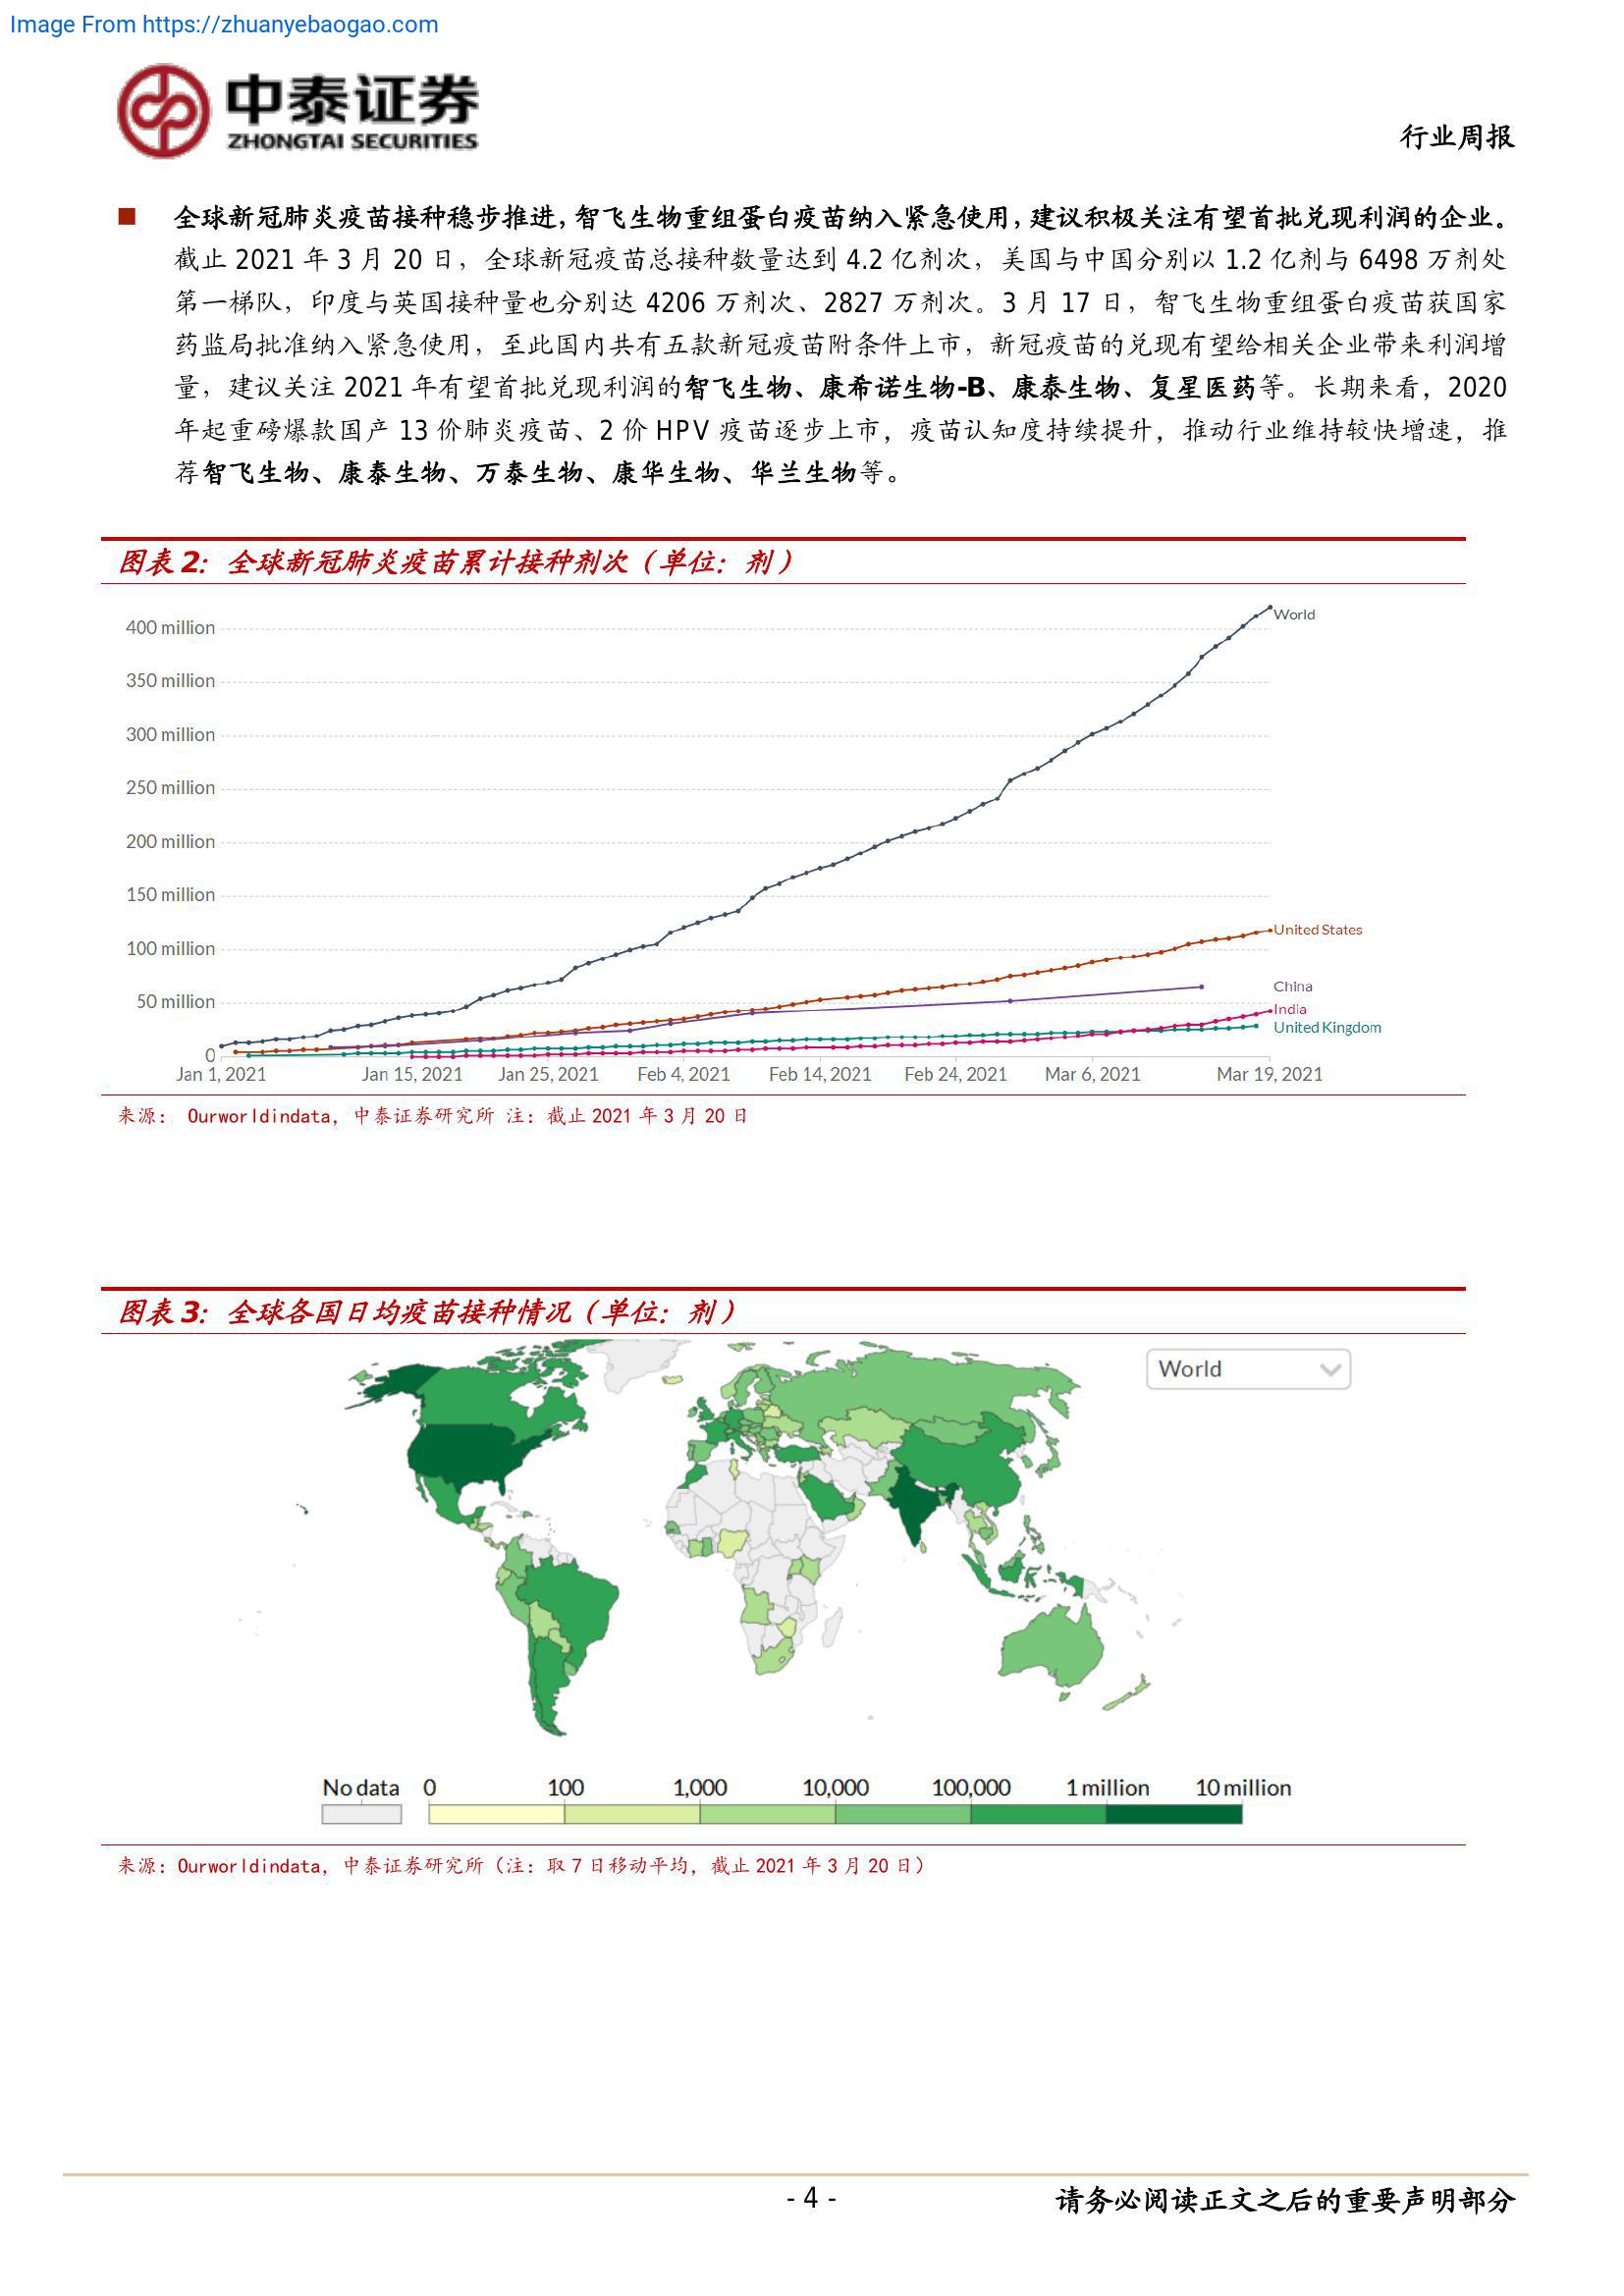 Image From https://zhuanyebaogao.com
中泰证券
ZHONGTAI SECURITIES
行业周报
■ 全球新冠肺炎疫苗接种稳步推进，智飞生物重组蛋白疫苗纳入紧急使用，建议积极关注有望首批兑现利润的企业。
截止 2021 年 3 月 20 日，全球新冠疫苗总接种数量达到 4.2 亿剂次，美国与中国分别以 1.2 亿剂与 6498 万剂处
第一梯队，印度与英国接种量也分别达 4206 万剂次、2827 万剂次。3 月 17 日，智飞生物重组蛋白疫苗获国家
药监局批准纳入紧急使用，至此国内共有五款新冠疫苗附条件上市，新冠疫苗的兑现有望给相关企业带来利润增
量，建议关注 2021 年有望首批兑现利润的智飞生物、康希诺生物-B、康泰生物、复星医药等。长期来看，2020
年起重磅爆款国产 13 价肺炎疫苗、2 价 HPV 疫苗逐步上市，疫苗认知度持续提升，推动行业维持较快增速，推
荐智飞生物、康泰生物、万泰生物、康华生物、华兰生物等。
图表 2：全球新冠肺炎疫苗累计接种剂次（单位：剂）
World
400 million
350 million
300 million
250 million
200 million
150 million
100 million
United States
50 million
China
India
United Kingdom
0
Jan 1, 2021 Jan 15, 2021 Jan 25, 2021 Feb 4, 2021 Feb 14, 2021 Feb 24, 2021 Mar 6, 2021 Mar 19, 2021
来源： Ourworldindata，中泰证券研究所 注：截止 2021 年 3 月 20 日
图表 3：全球各国日均疫苗接种情况（单位：剂）
World
No data 0 100 1,000 10,000 100,000 1 million 10 million
来源：Ourworldindata，中泰证券研究所（注：取 7 日移动平均，截止 2021 年 3 月 20 日）
- 4 -
请务必阅读正文之后的重要声明部分